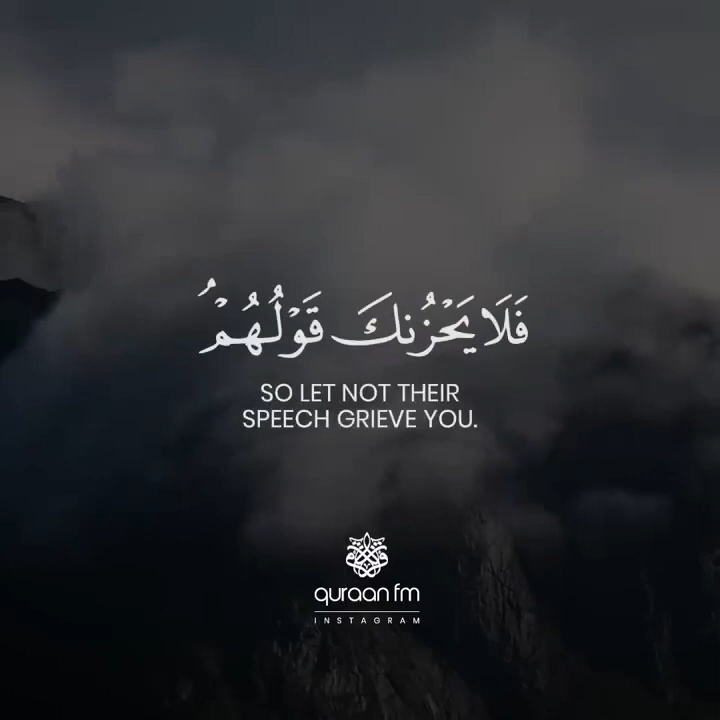 فَلَا يَحْزُنكَ قَوْلُهُمْ ۘ
SO LET NOT THEIR
SPEECH GRIEVE YOU.
quraan fm
INSTAGRAM